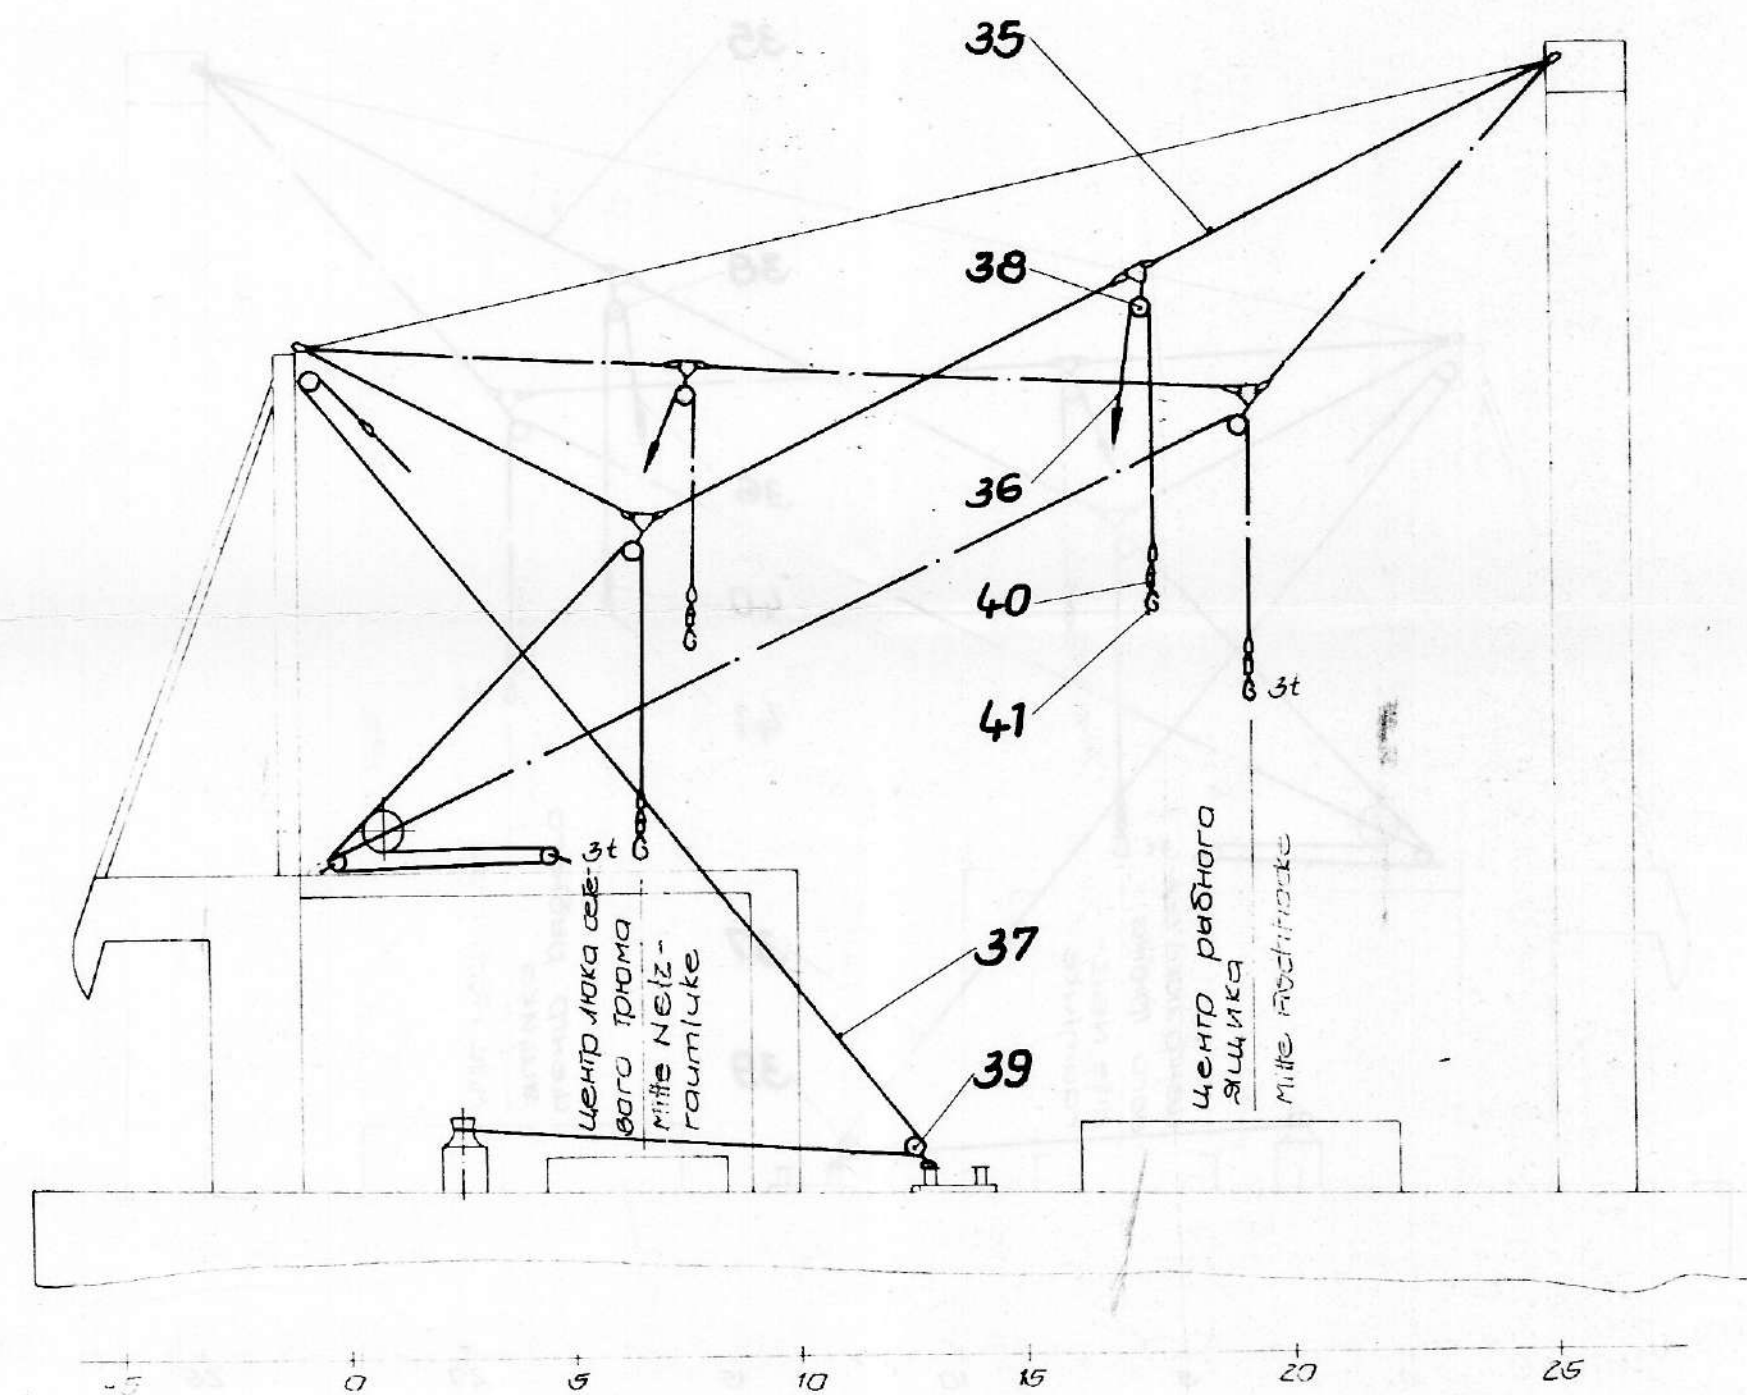 35
38
36
40
41
3t
3t
Центр люка сете-
вого трюма
Mitte Netz-
raumluke
Центр рыбного
ящика
Mitte
37
39
-5
0
5
10
15
20
25